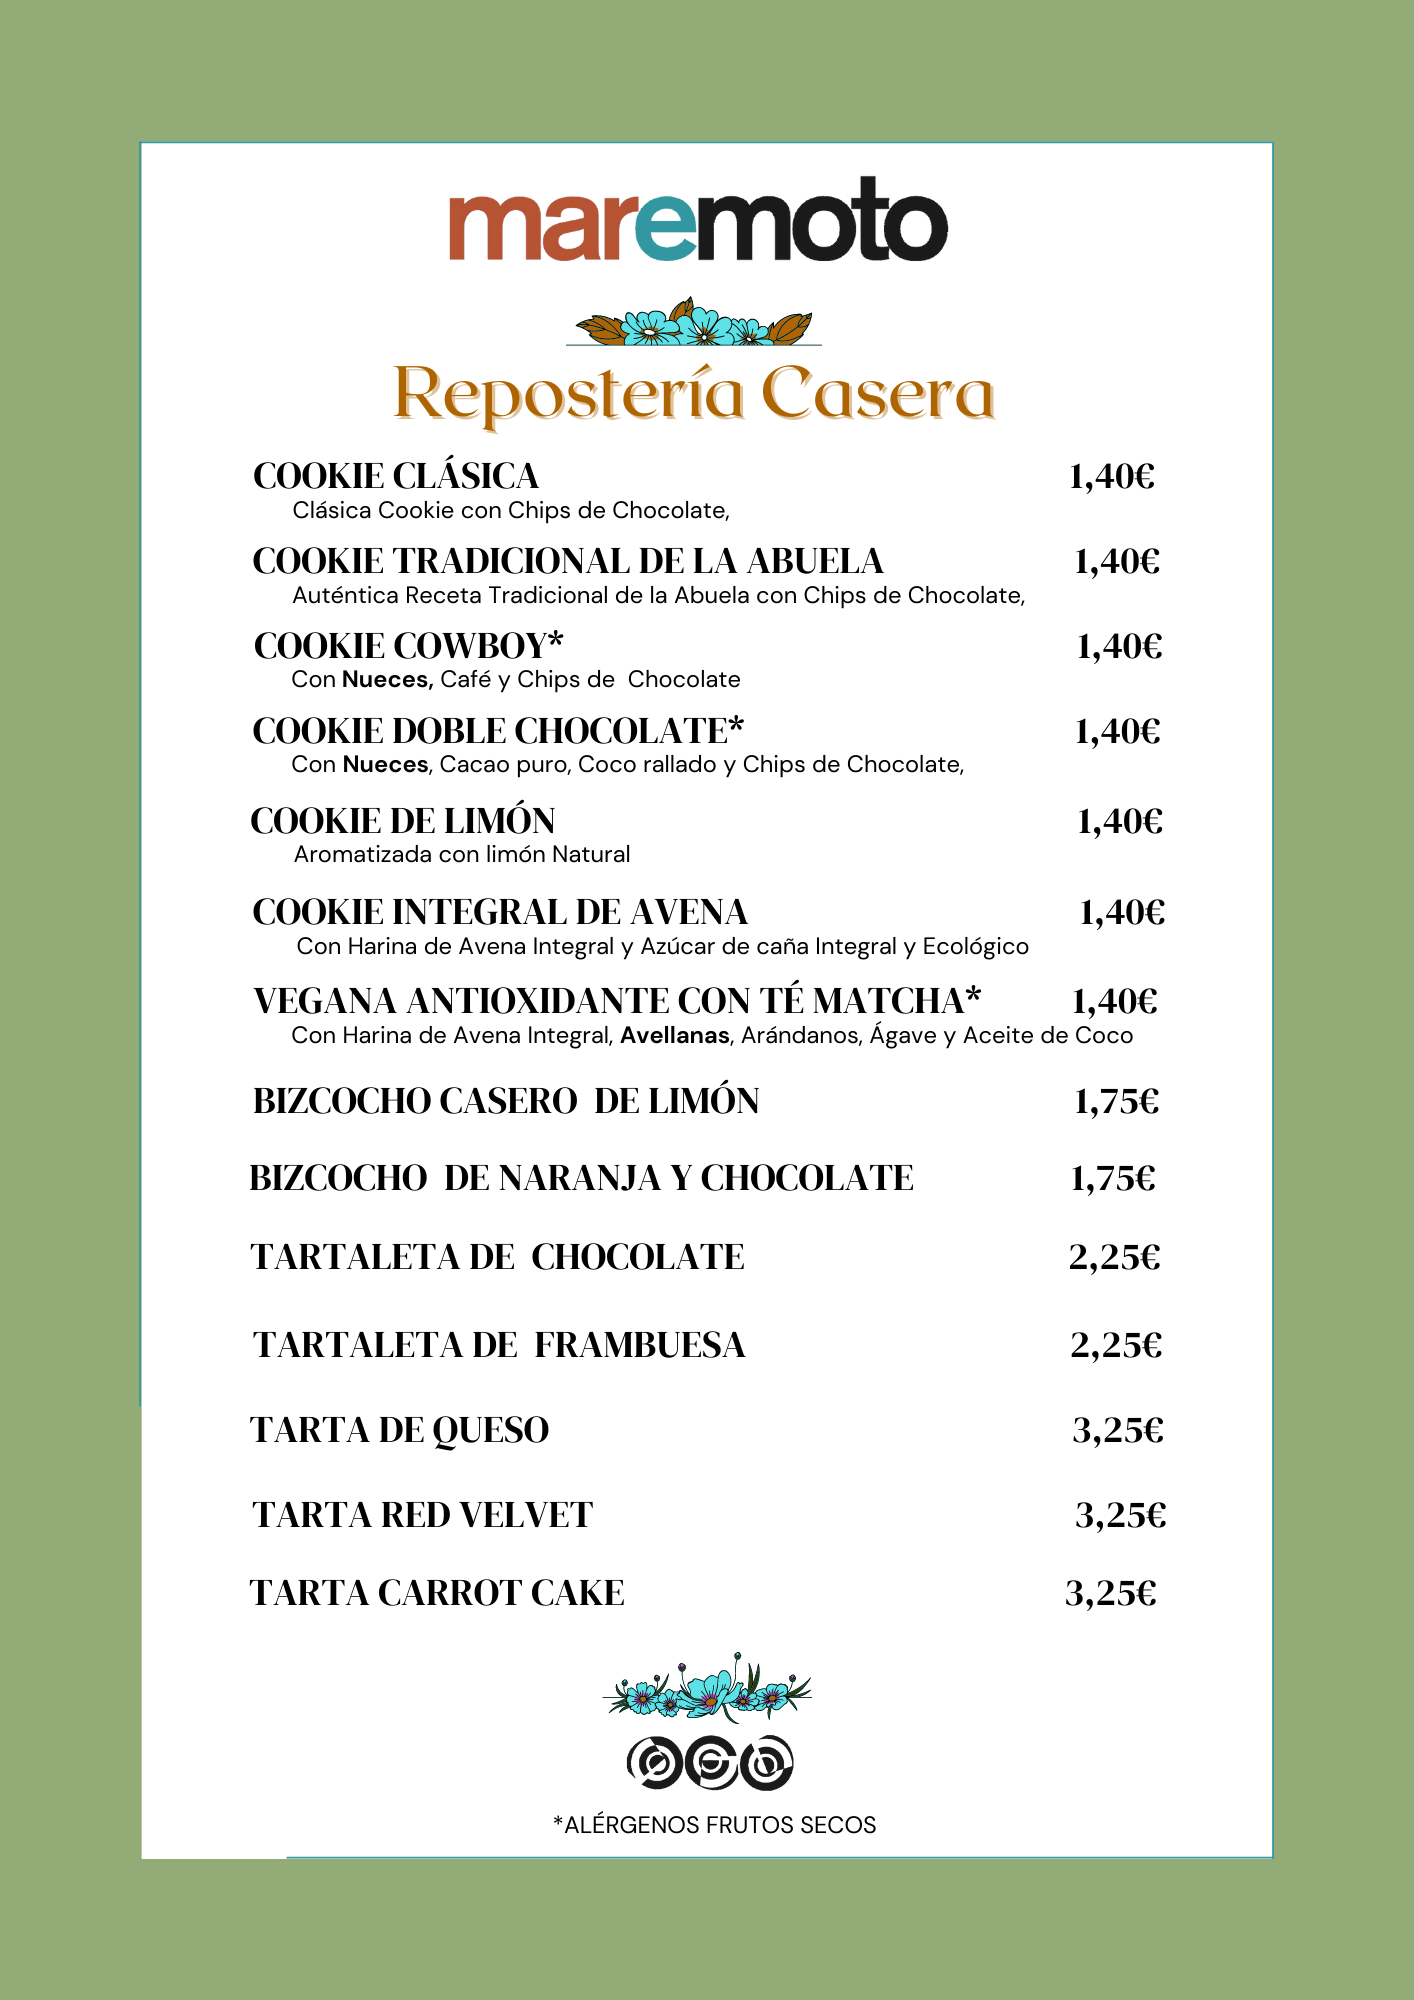 maremoto
Repostería Casera
COOKIE CLÁSICA 1,40€
Clásica Cookie con Chips de Chocolate,
COOKIE TRADICIONAL DE LA ABUELA 1,40€
Auténtica Receta Tradicional de la Abuela con Chips de Chocolate,
COOKIE COWBOY* 1,40€
Con Nueces, Café y Chips de Chocolate
COOKIE DOBLE CHOCOLATE* 1,40€
Con Nueces, Cacao puro, Coco rallado y Chips de Chocolate,
COOKIE DE LIMÓN 1,40€
Aromatizada con limón Natural
COOKIE INTEGRAL DE AVENA 1,40€
Con Harina de Avena Integral y Azúcar de caña Integral y Ecológico
VEGANA ANTIOXIDANTE CON TÉ MATCHA* 1,40€
Con Harina de Avena Integral, Avellanas, Arándanos, Ágave y Aceite de Coco
BIZCOCHO CASERO DE LIMÓN 1,75€
BIZCOCHO DE NARANJA Y CHOCOLATE 1,75€
TARTALETA DE CHOCOLATE 2,25€
TARTALETA DE FRAMBUESA 2,25€
TARTA DE QUESO 3,25€
TARTA RED VELVET 3,25€
TARTA CARROT CAKE 3,25€
*ALÉRGENOS FRUTOS SECOS